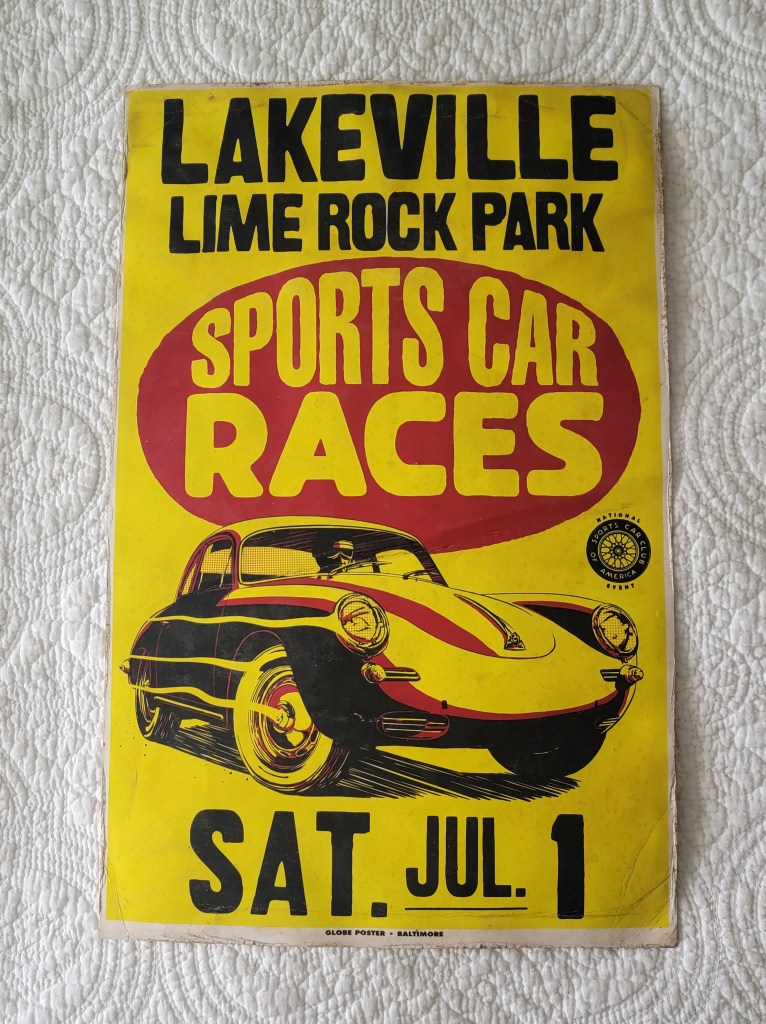 LAKEVILLE
LIME ROCK PARK
SPORTS CAR
RACES
NATIONAL
SPORTS CAR CLUB
OF AMERICA
EVENT
SAT. JUL. 1
GLOBE POSTER • BALTIMORE